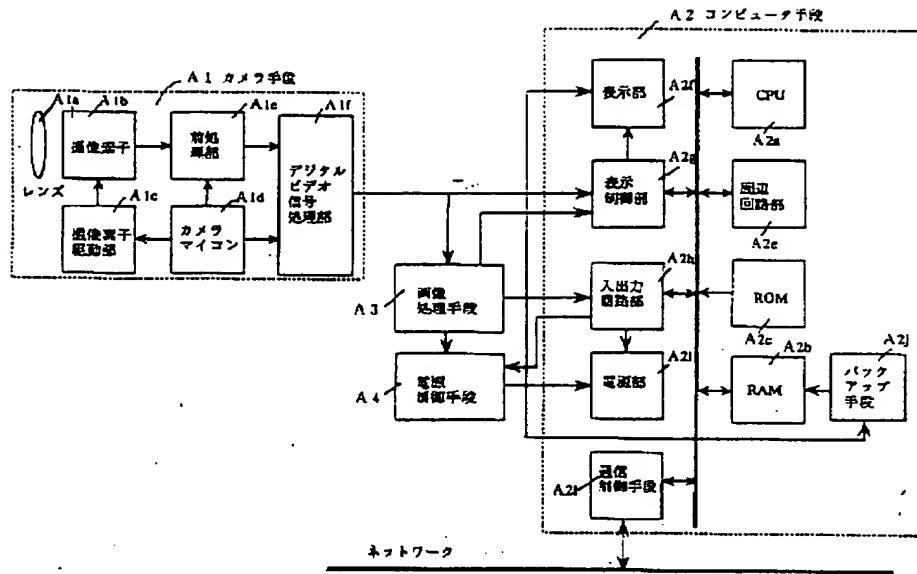 A2 コンピュータ手段
A1 カメラ手段
A1a
A1b
A1e
A1f
レンズ
撮像素子
前処
理部
デジタル
ビデオ
信号
処理部
A1c
A1d
撮像素子
駆動部
カメラ
マイコン
A3
画像
処理手段
A4
電源
制御手段
表示部
A2f
CPU
A2a
A2g
表示
制御部
周辺
回路部
A2e
A2h
入出力
回路部
ROM
A2c
A2i
電源部
A2b
RAM
A2j
バック
アップ
手段
通信
制御手段
ネットワーク